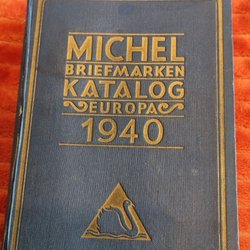 MICHEL
BRIEFMARKEN
KATALOG
EUROPA
1940